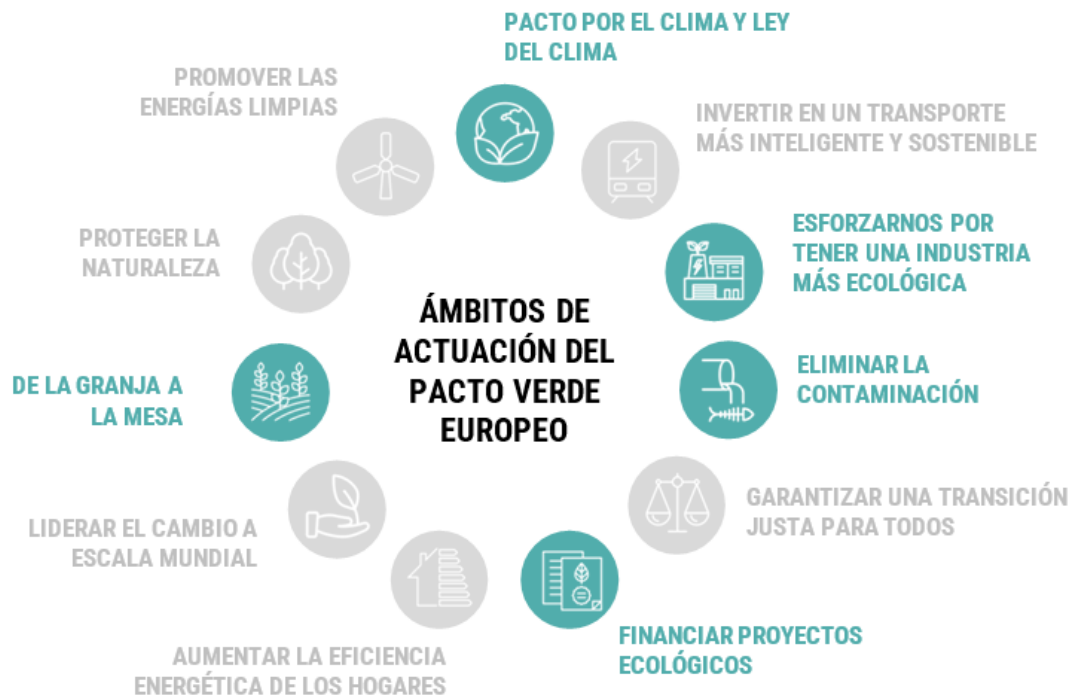 PACTO POR EL CLIMA Y LEY
DEL CLIMA
PROMOVER LAS
ENERGÍAS LIMPIAS
INVERTIR EN UN TRANSPORTE
MÁS INTELIGENTE Y SOSTENIBLE
PROTEGER LA
NATURALEZA
ESFORZARNOS POR
TENER UNA INDUSTRIA
MÁS ECOLÓGICA
ÁMBITOS DE
ACTUACIÓN DEL
PACTO VERDE
EUROPEO
DE LA GRANJA A
LA MESA
ELIMINAR LA
CONTAMINACIÓN
LIDERAR EL CAMBIO A
ESCALA MUNDIAL
GARANTIZAR UNA TRANSICIÓN
JUSTA PARA TODOS
AUMENTAR LA EFICIENCIA
ENERGÉTICA DE LOS HOGARES
FINANCIAR PROYECTOS
ECOLÓGICOS